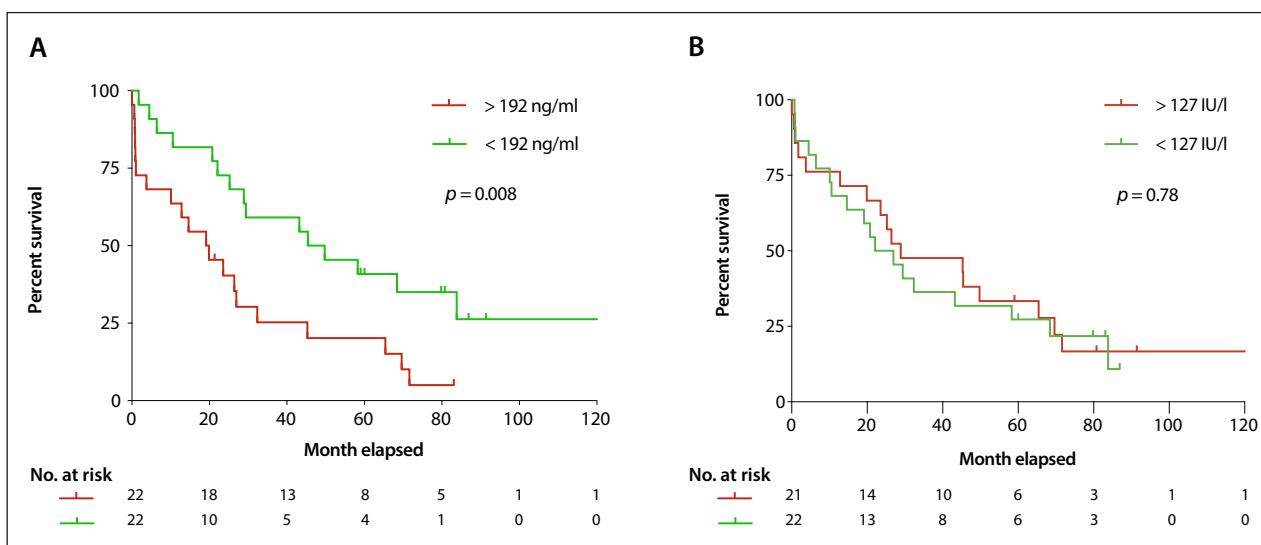 A
B
100
75
50
25
0
Percent survival
> 192 ng/ml
< 192 ng/ml
p = 0.008
0 20 40 60 80 100 120
Month elapsed
No. at risk
22 18 13 8 5 1 1
22 10 5 4 1 0 0
100
75
50
25
0
Percent survival
> 127 IU/l
< 127 IU/l
p = 0.78
0 20 40 60 80 100 120
Month elapsed
No. at risk
21 14 10 6 3 1 1
22 13 8 6 3 0 0